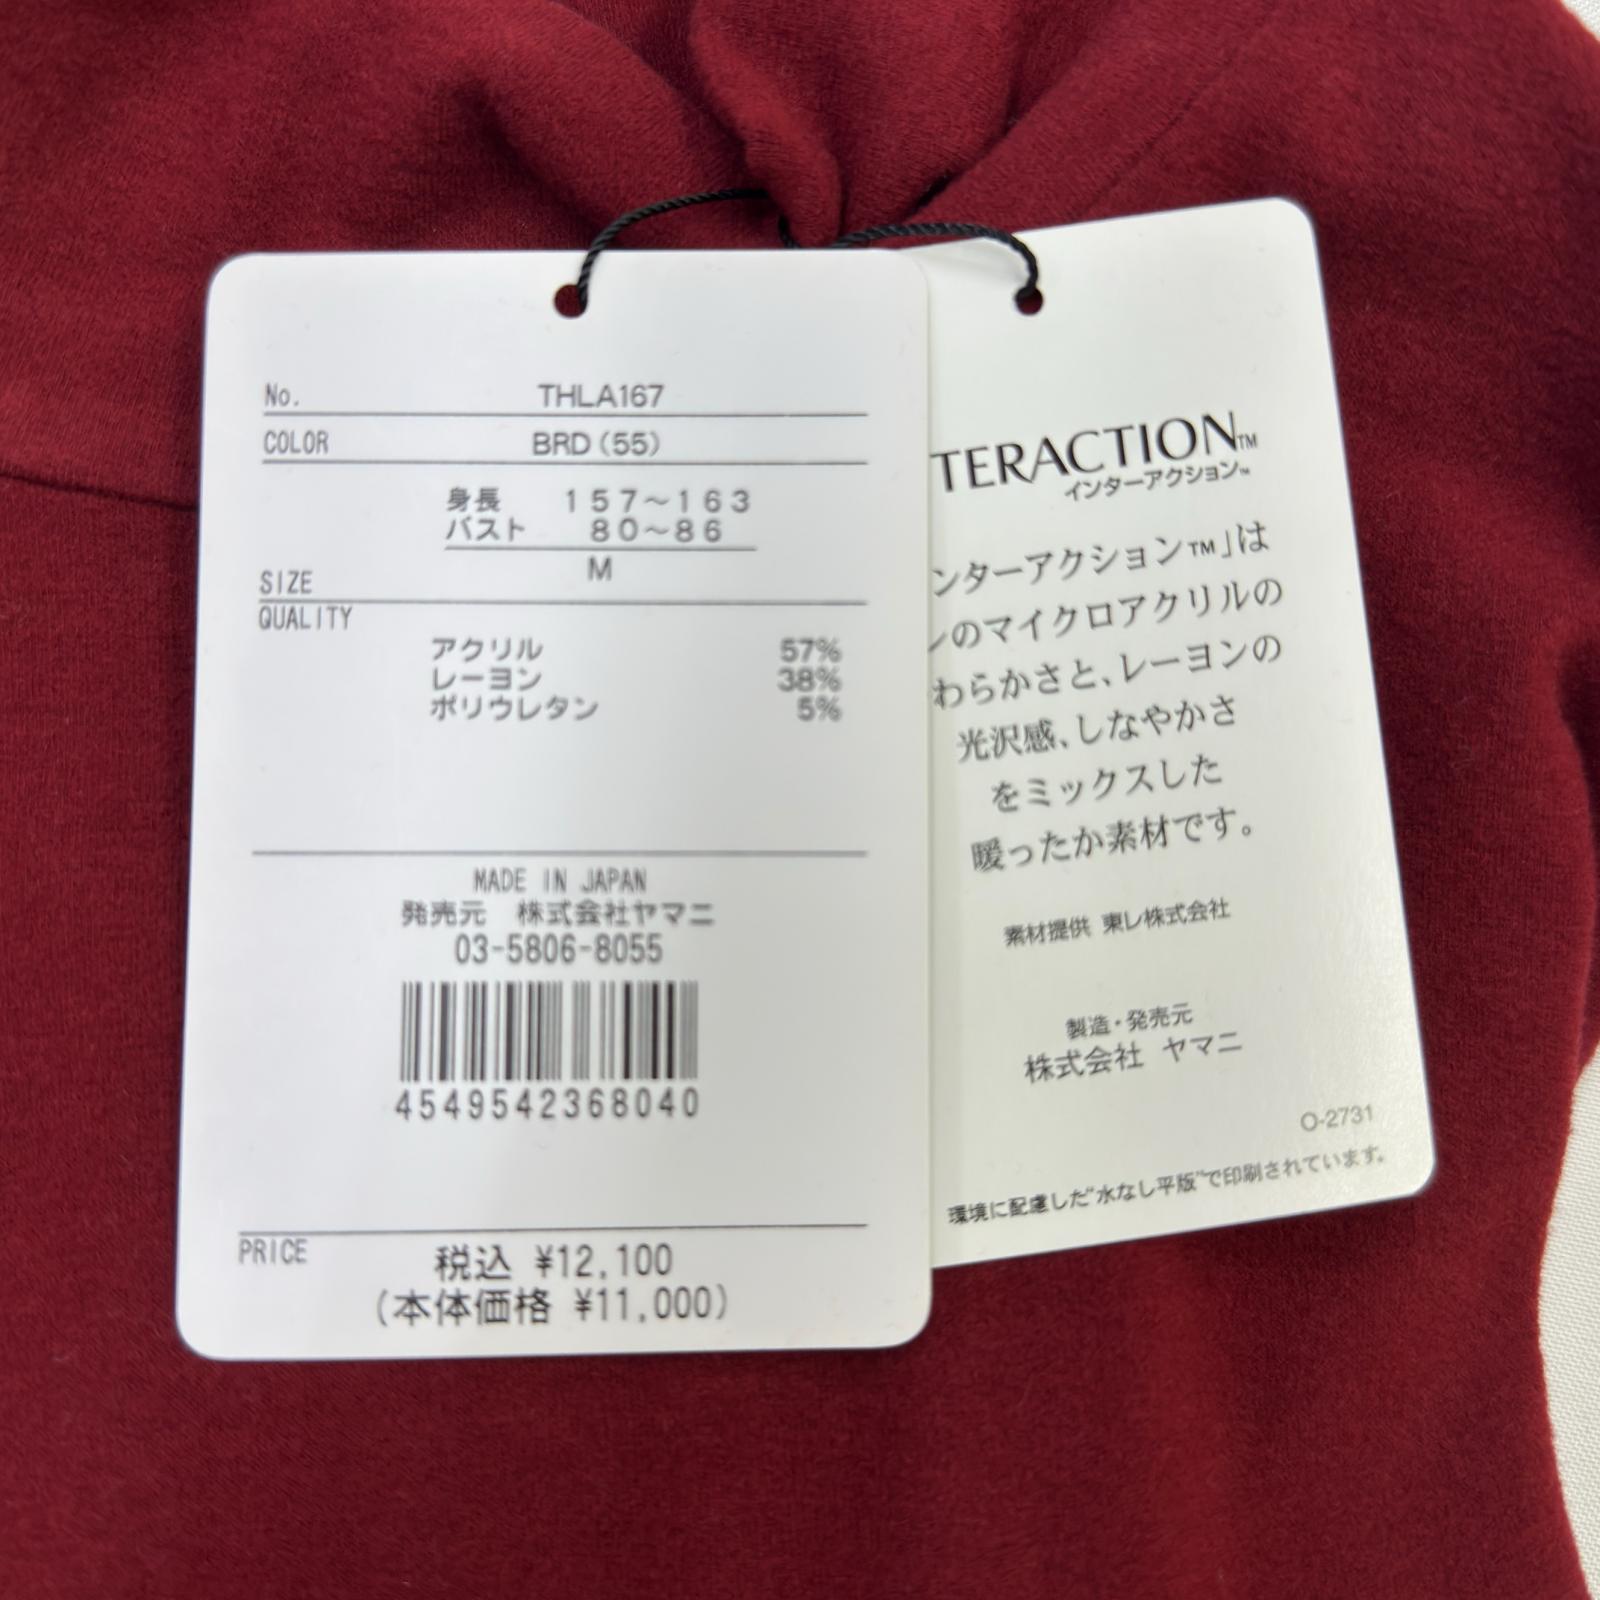 No. THLA167
COLOR BRD(55)
身長 157～163
バスト 80～86
SIZE M
QUALITY
アクリル 57%
レーヨン 38%
ポリウレタン 5%
MADE IN JAPAN
発売元 株式会社ヤマニ
03-5806-8055
4549542368040
PRICE 税込 ¥12,100
(本体価格 ¥11,000)
TERACTION™
インターアクション™
ンターアクション™」は
ンのマイクロアクリルの
わらかさと、レーヨンの
光沢感、しなやかさ
をミックスした
暖ったか素材です。
素材提供 東レ株式会社
製造・発売元
株式会社 ヤマニ
O-2731
環境に配慮した"水なし平版"で印刷されています。